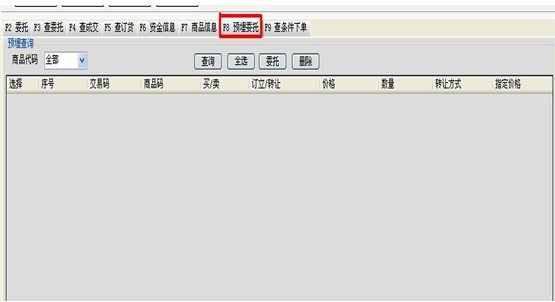 F2 委托 F3 查委托 F4 查成交 F5 查订货 F6 资金信息 F7 商品信息 F8 预埋委托 F9 查条件下单
预埋查询
商品代码 全部 查询 全选 委托 删除
选择 序号 交易码 商品码 买/卖 订立/转让 价格 数量 转让方式 指定价格